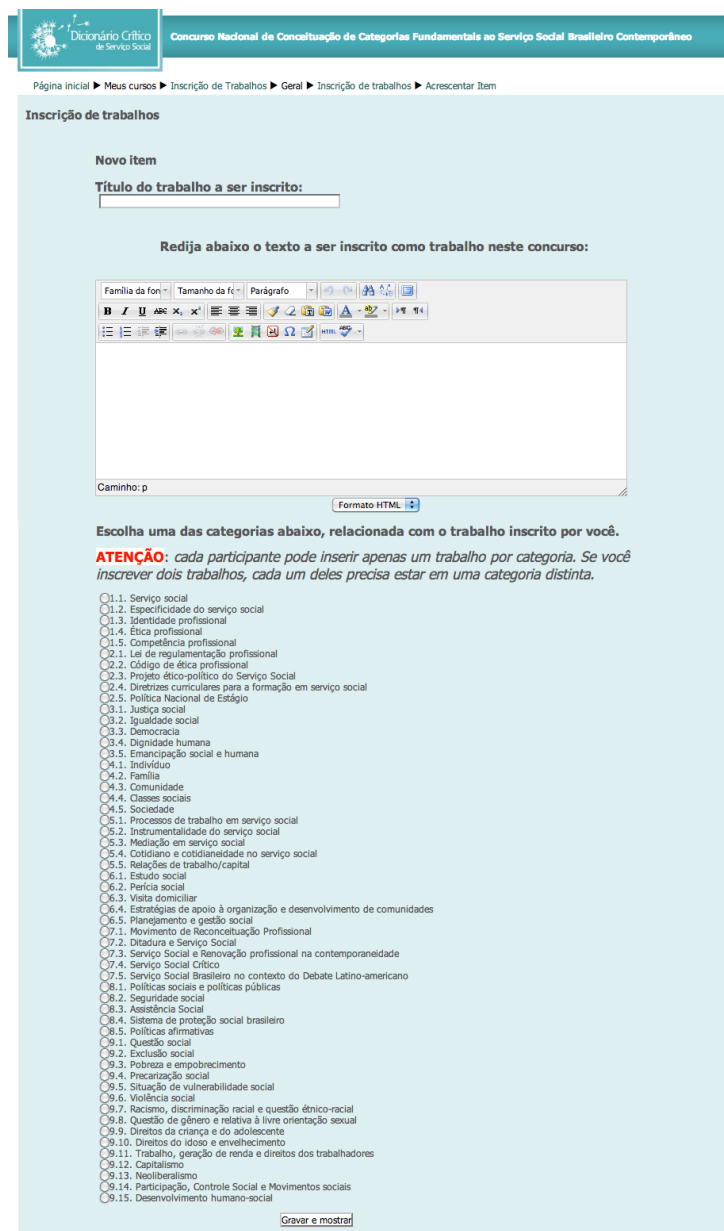 Dicionário Crítico
de Serviço Social
Concurso Nacional de Conceituação de Categorias Fundamentais ao Serviço Social Brasileiro Contemporâneo
Página inicial ▶ Meus cursos ▶ Inscrição de Trabalhos ▶ Geral ▶ Inscrição de trabalhos ▶ Acrescentar Item
Inscrição de trabalhos
Novo item
Título do trabalho a ser inscrito:
Redija abaixo o texto a ser inscrito como trabalho neste concurso:
Família da fon Tamanho da fo Parágrafo
B I U ABC x₂ x² A ab
Ω HTML ABC
Caminho: p
Formato HTML
Escolha uma das categorias abaixo, relacionada com o trabalho inscrito por você.
ATENÇÃO: cada participante pode inserir apenas um trabalho por categoria. Se você
inscrever dois trabalhos, cada um deles precisa estar em uma categoria distinta.
1.1. Serviço social
1.2. Especificidade do serviço social
1.3. Identidade profissional
1.4. Ética profissional
1.5. Competência profissional
2.1. Lei de regulamentação profissional
2.2. Código de ética profissional
2.3. Projeto ético-político do Serviço Social
2.4. Diretrizes curriculares para a formação em serviço social
2.5. Política Nacional de Estágio
3.1. Justiça social
3.2. Igualdade social
3.3. Democracia
3.4. Dignidade humana
3.5. Emancipação social e humana
4.1. Indivíduo
4.2. Família
4.3. Comunidade
4.4. Classes sociais
4.5. Sociedade
5.1. Processos de trabalho em serviço social
5.2. Instrumentalidade do serviço social
5.3. Mediação em serviço social
5.4. Cotidiano e cotidianeidade no serviço social
5.5. Relações de trabalho/capital
6.1. Estudo social
6.2. Perícia social
6.3. Visita domiciliar
6.4. Estratégias de apoio à organização e desenvolvimento de comunidades
6.5. Planejamento e gestão social
7.1. Movimento de Reconceituação Profissional
7.2. Ditadura e Serviço Social
7.3. Serviço Social e Renovação profissional na contemporaneidade
7.4. Serviço Social Crítico
7.5. Serviço Social Brasileiro no contexto do Debate Latino-americano
8.1. Políticas sociais e políticas públicas
8.2. Seguridade social
8.3. Assistência Social
8.4. Sistema de proteção social brasileiro
8.5. Políticas afirmativas
9.1. Questão social
9.2. Exclusão social
9.3. Pobreza e empobrecimento
9.4. Precarização social
9.5. Situação de vulnerabilidade social
9.6. Violência social
9.7. Racismo, discriminação racial e questão étnico-racial
9.8. Questão de gênero e relativa à livre orientação sexual
9.9. Direitos da criança e do adolescente
9.10. Direitos do idoso e envelhecimento
9.11. Trabalho, geração de renda e direitos dos trabalhadores
9.12. Capitalismo
9.13. Neoliberalismo
9.14. Participação, Controle Social e Movimentos sociais
9.15. Desenvolvimento humano-social
Gravar e mostrar